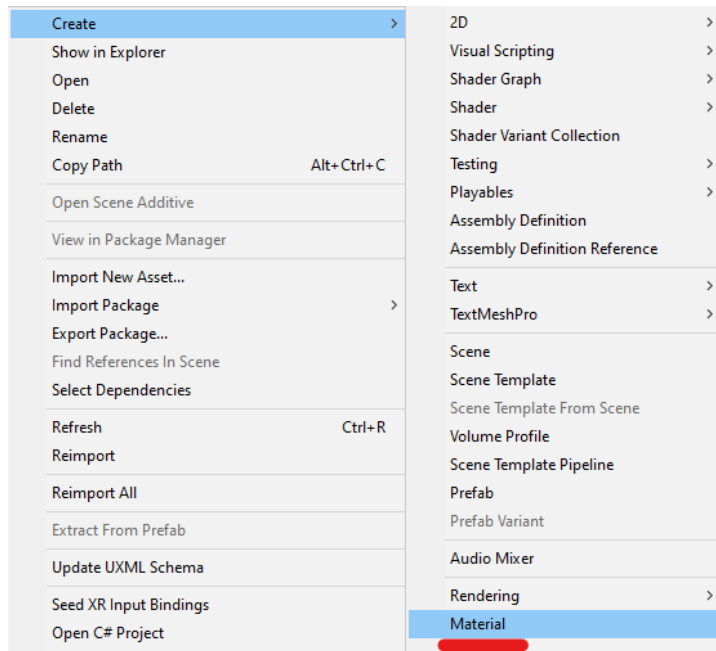 Create
Show in Explorer
Open
Delete
Rename
Copy Path Alt+Ctrl+C
Open Scene Additive
View in Package Manager
Import New Asset...
Import Package
Export Package...
Find References In Scene
Select Dependencies
Refresh Ctrl+R
Reimport
Reimport All
Extract From Prefab
Update UXML Schema
Seed XR Input Bindings
Open C# Project
2D
Visual Scripting
Shader Graph
Shader
Shader Variant Collection
Testing
Playables
Assembly Definition
Assembly Definition Reference
Text
TextMeshPro
Scene
Scene Template
Scene Template From Scene
Volume Profile
Scene Template Pipeline
Prefab
Prefab Variant
Audio Mixer
Rendering
Material